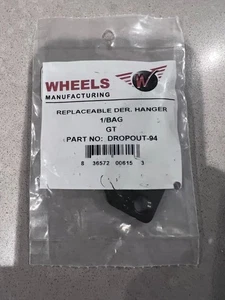 WHEELS
MANUFACTURING
W
REPLACEABLE DER. HANGER
1/BAG
GT
PART NO: DROPOUT-94
8 36572 00615 3